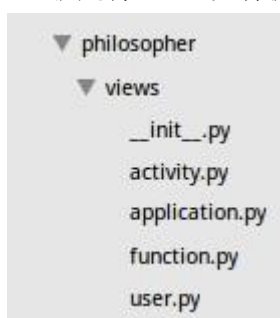 philosopher
views
__init__.py
activity.py
application.py
function.py
user.py